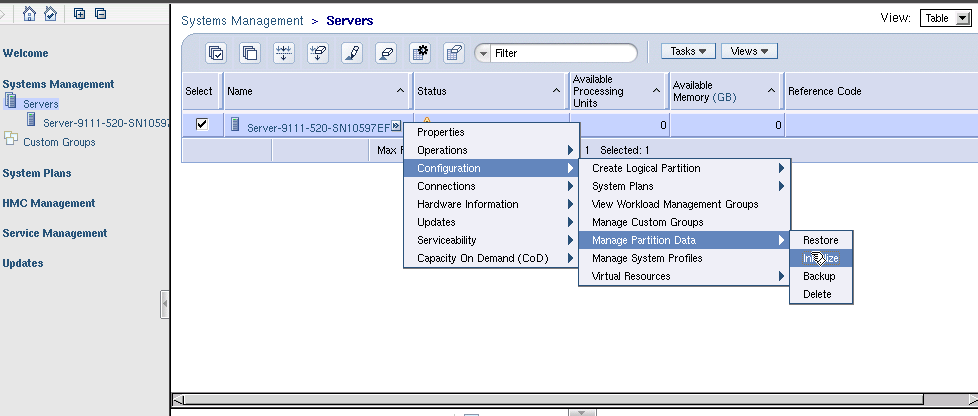 Systems Management > Servers
View: Table
Welcome
Systems Management
Servers
Server-9111-520-SN10597
Custom Groups
System Plans
HMC Management
Service Management
Updates
Filter
Tasks
Views
Select
Name
Status
Available Processing Units
Available Memory (GB)
Reference Code
Server-9111-520-SN10597EF
0
0
Max
1 Selected: 1
Properties
Operations
Configuration
Connections
Hardware Information
Updates
Serviceability
Capacity On Demand (CoD)
Create Logical Partition
System Plans
View Workload Management Groups
Manage Custom Groups
Manage Partition Data
Manage System Profiles
Virtual Resources
Restore
Initialize
Backup
Delete